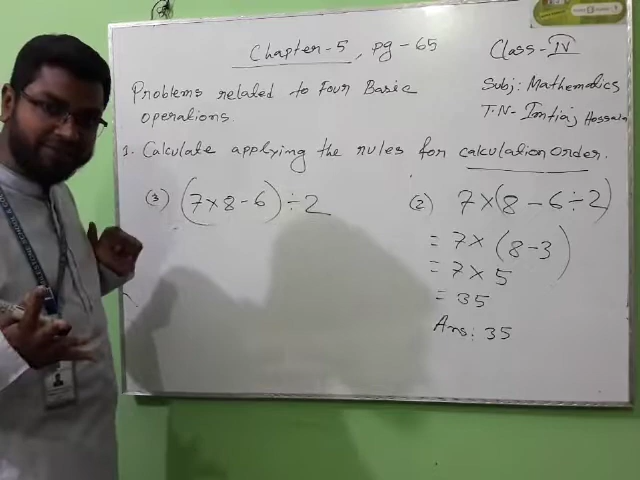 Chapter-5, pg-65
Class-IV
Subj: Mathematics
T.N- Imtiaj Hossain
Problems related to Four Basic
operations.
1. Calculate applying the rules for calculation order.
(3) (7×8-6)÷2
(2) 7×(8-6÷2)
= 7× (8-3)
= 7×5
= 35
Ans: 35